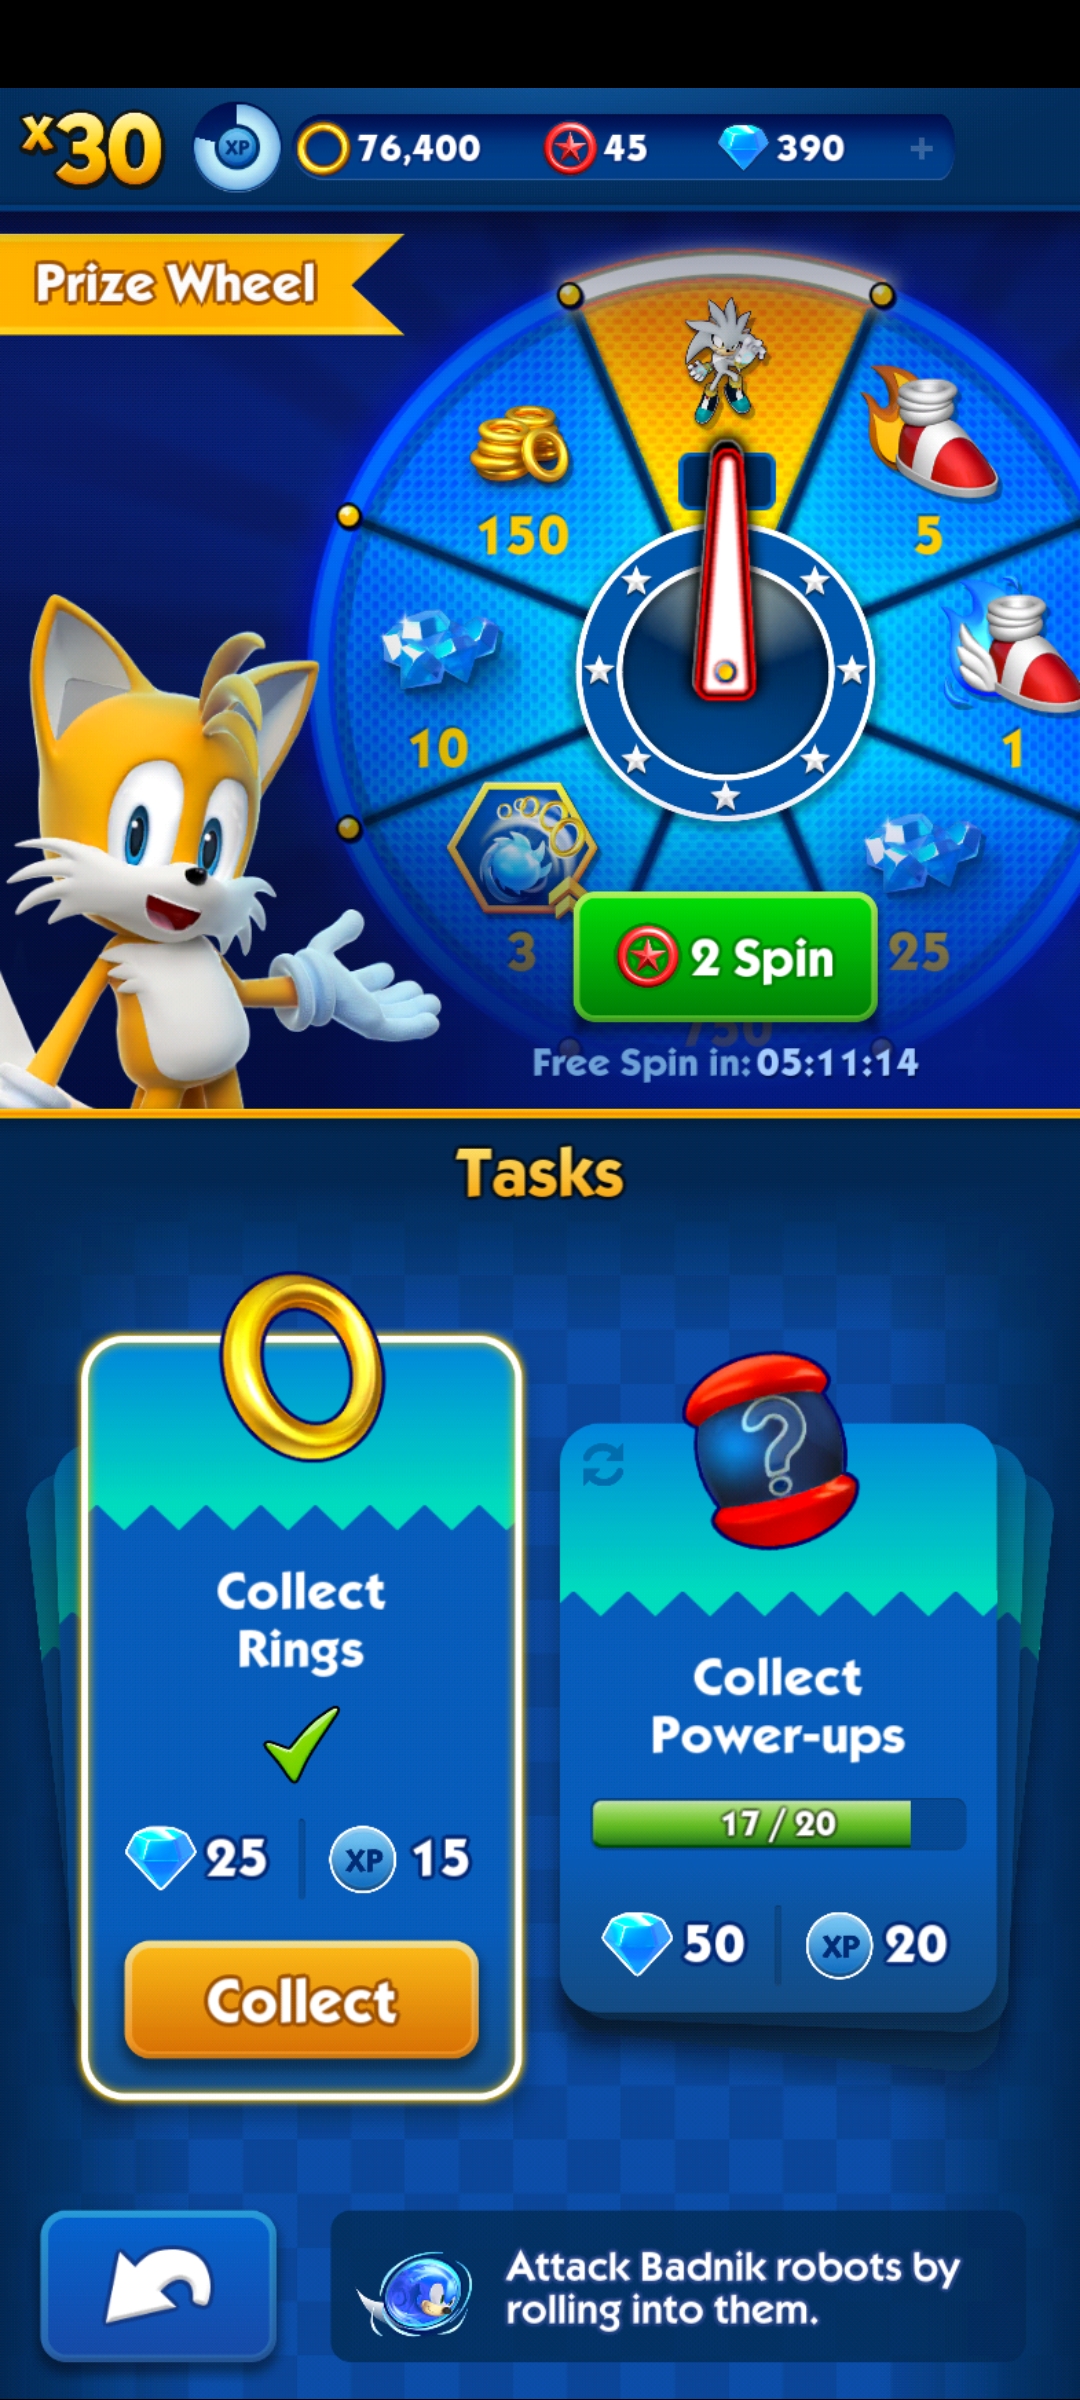 x30
XP
76,400
45
390
+
Prize Wheel
150
5
10
1
3
25
2 Spin
750
Free Spin in: 05:11:14
Tasks
Collect
Rings
25
XP
15
Collect
?
Collect
Power-ups
17 / 20
50
XP
20
Attack Badnik robots by
rolling into them.